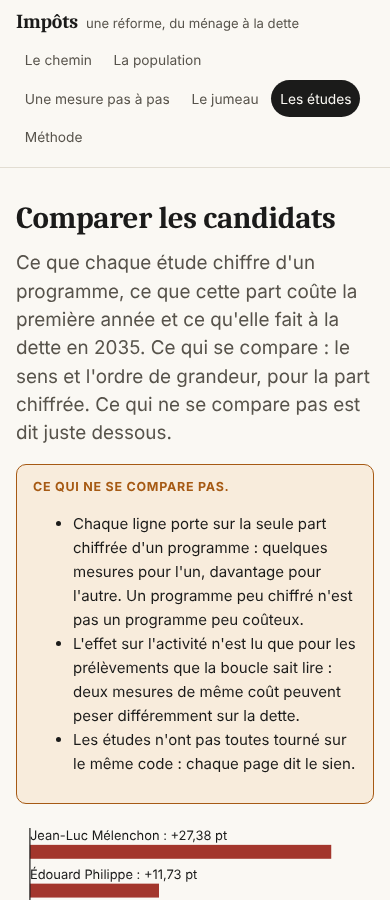 Impôts une réforme, du ménage à la dette
Le chemin La population
Une mesure pas à pas Le jumeau Les études
Méthode
Comparer les candidats
Ce que chaque étude chiffre d'un
programme, ce que cette part coûte la
première année et ce qu'elle fait à la
dette en 2035. Ce qui se compare : le
sens et l'ordre de grandeur, pour la part
chiffrée. Ce qui ne se compare pas est
dit juste dessous.
CE QUI NE SE COMPARE PAS.
• Chaque ligne porte sur la seule part
chiffrée d'un programme : quelques
mesures pour l'un, davantage pour
l'autre. Un programme peu chiffré n'est
pas un programme peu coûteux.
• L'effet sur l'activité n'est lu que pour les
prélèvements que la boucle sait lire :
deux mesures de même coût peuvent
peser différemment sur la dette.
• Les études n'ont pas toutes tourné sur
le même code : chaque page dit le sien.
Jean-Luc Mélenchon : +27,38 pt
Édouard Philippe : +11,73 pt